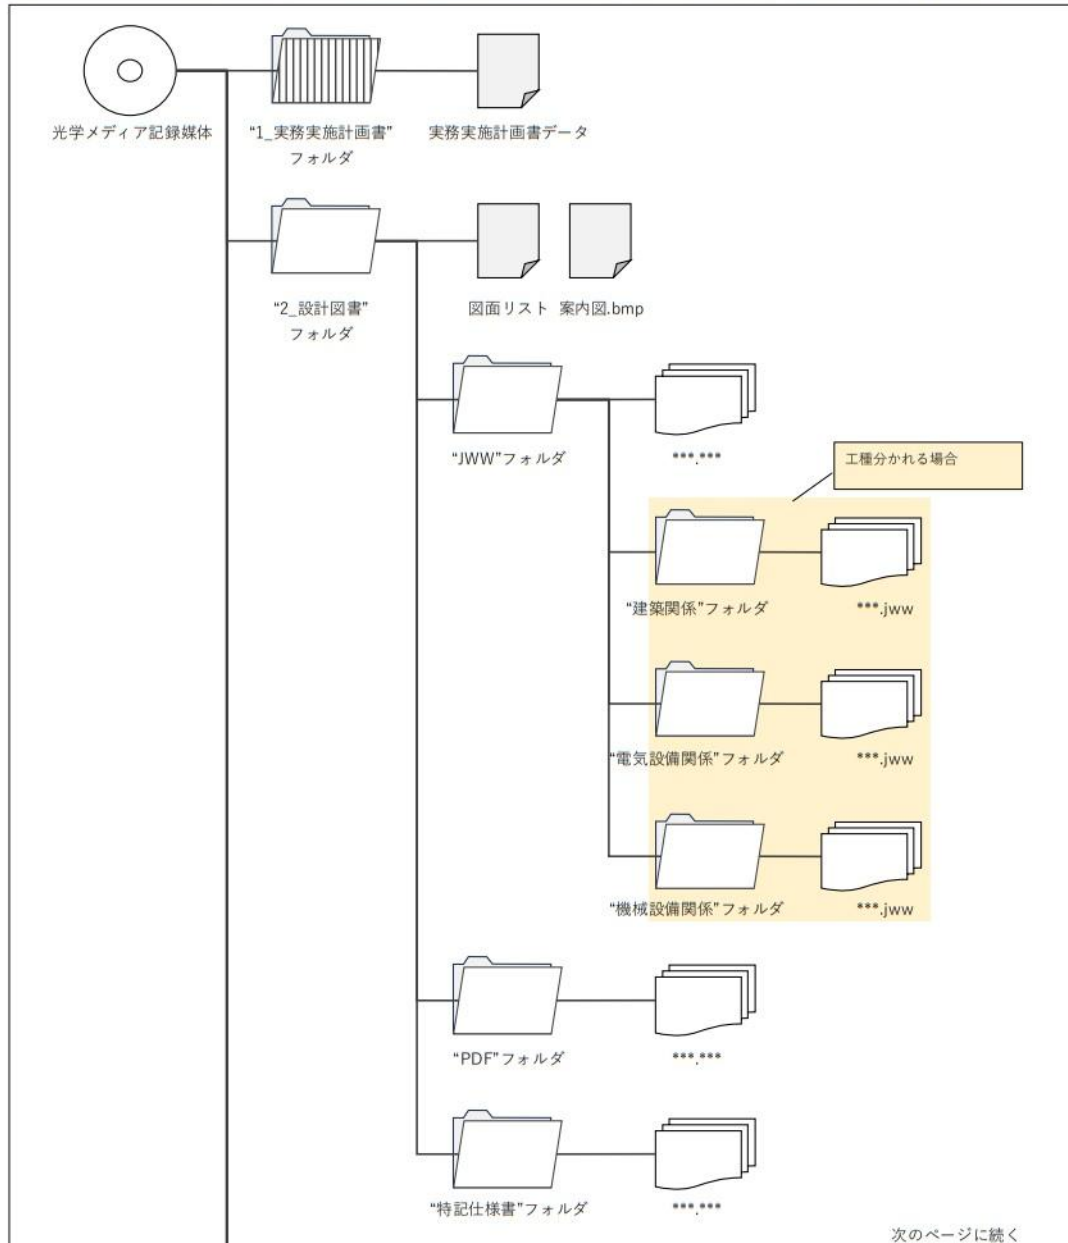 光学メディア記録媒体
“1_実務実施計画書”
フォルダ
実務実施計画書データ
“2_設計図書”
フォルダ
図面リスト
案内図.bmp
“JWW”フォルダ
***.***
工種分かれる場合
“建築関係”フォルダ
***.jww
“電気設備関係”フォルダ
***.jww
“機械設備関係”フォルダ
***.jww
“PDF”フォルダ
***.***
“特記仕様書”フォルダ
***.***
次のページに続く